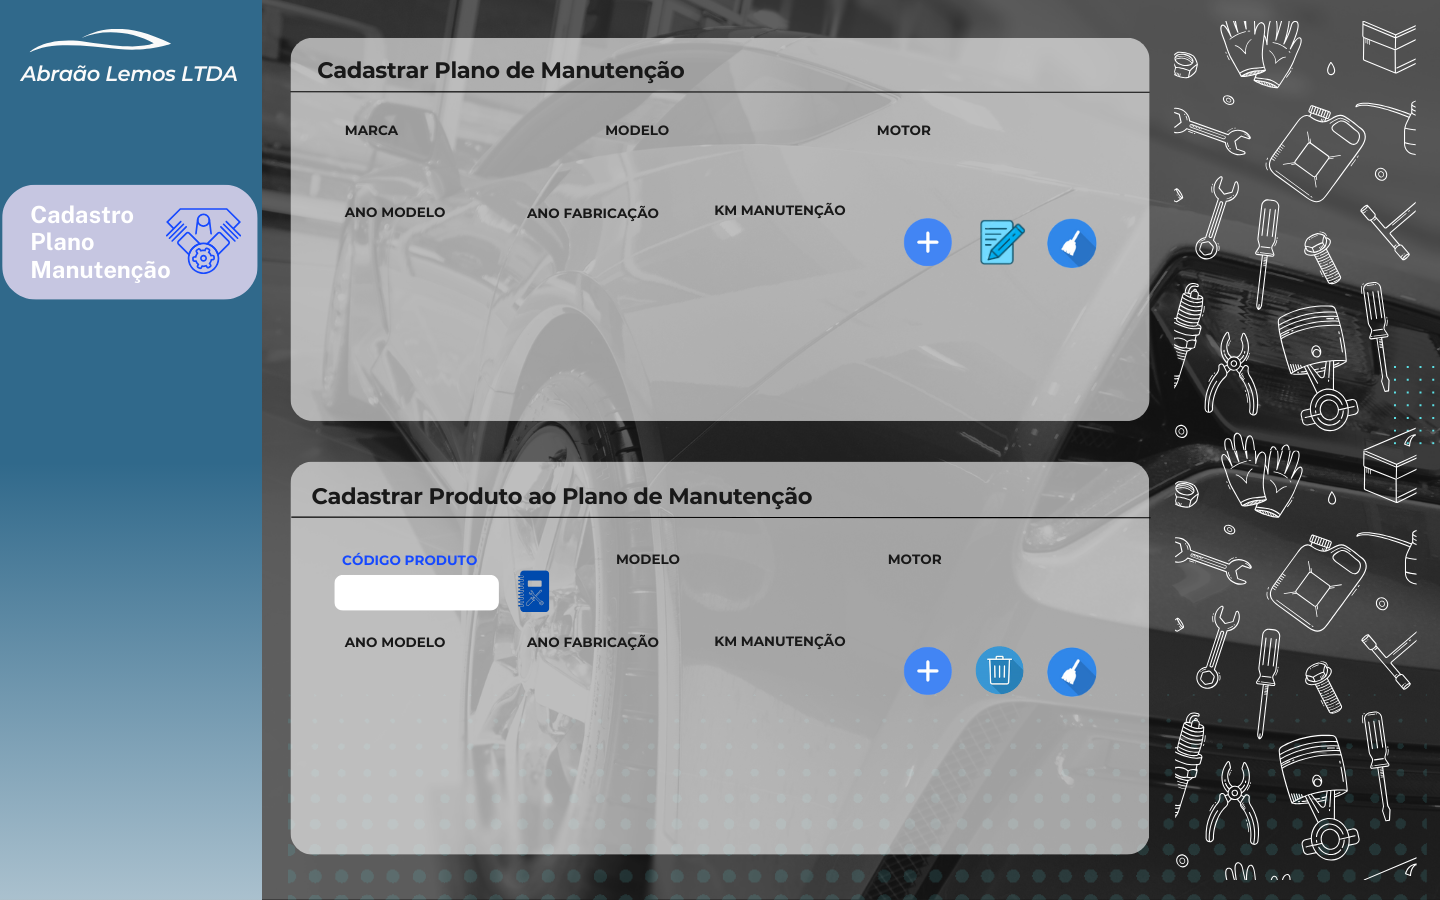 Abraão Lemos LTDA
Cadastro
Plano
Manutenção
Cadastrar Plano de Manutenção
MARCA
MODELO
MOTOR
ANO MODELO
ANO FABRICAÇÃO
KM MANUTENÇÃO
Cadastrar Produto ao Plano de Manutenção
CÓDIGO PRODUTO
MODELO
MOTOR
ANO MODELO
ANO FABRICAÇÃO
KM MANUTENÇÃO